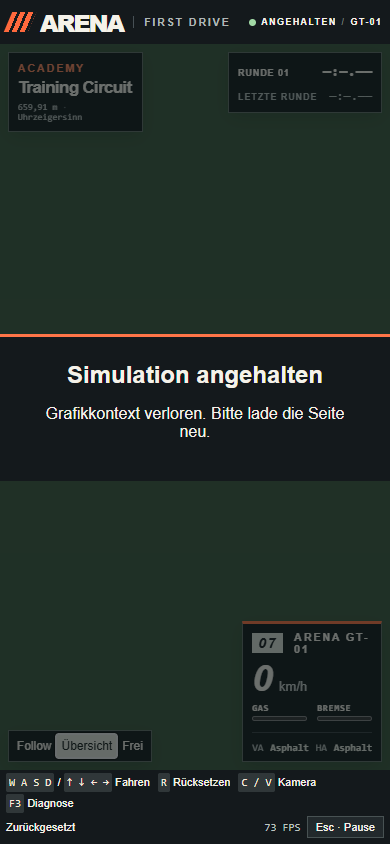 /// ARENA FIRST DRIVE ANGEHALTEN / GT-01
ACADEMY
Training Circuit
659,91 m ·
Uhrzeigersinn
RUNDE 01 —:—.———
LETZTE RUNDE —:—.———
Simulation angehalten
Grafikkontext verloren. Bitte lade die Seite
neu.
07 ARENA GT-
01
0 km/h
GAS BREMSE
VA Asphalt HA Asphalt
Follow Übersicht Frei
W A S D / ↑ ↓ ← → Fahren R Rücksetzen C / V Kamera
F3 Diagnose
Zurückgesetzt 73 FPS Esc · Pause